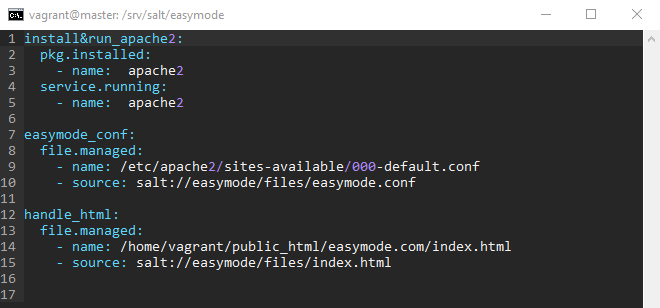 vagrant@master: /srv/salt/easymode
1 install&run_apache2:
2   pkg.installed:
3     - name:  apache2
4   service.running:
5     - name:  apache2
6
7 easymode_conf:
8   file.managed:
9     - name: /etc/apache2/sites-available/000-default.conf
10     - source: salt://easymode/files/easymode.conf
11
12 handle_html:
13   file.managed:
14     - name: /home/vagrant/public_html/easymode.com/index.html
15     - source: salt://easymode/files/index.html
16
17